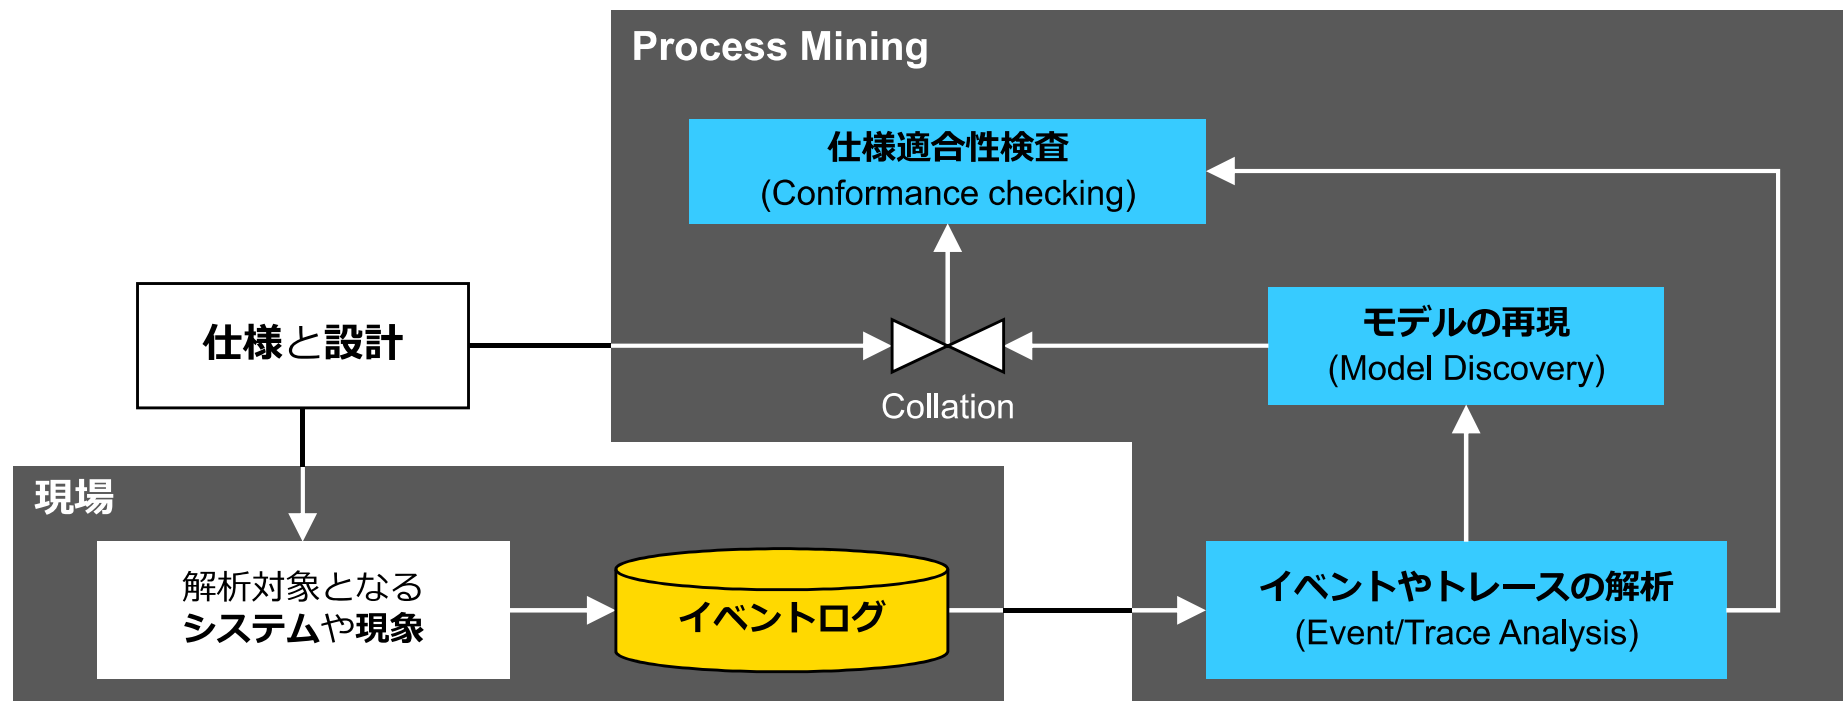 Process Mining
仕様適合性検査
(Conformance checking)
仕様と設計
モデルの再現
(Model Discovery)
Collation
現場
解析対象となる
システムや現象
イベントログ
イベントやトレースの解析
(Event/Trace Analysis)